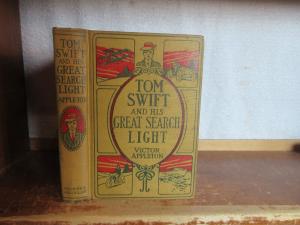 TOM
SWIFT
AND HIS
GREAT
SEARCH
LIGHT
APPLETON
TOM
SWIFT
AND HIS
GREAT SEARCH
LIGHT
VICTOR
APPLETON